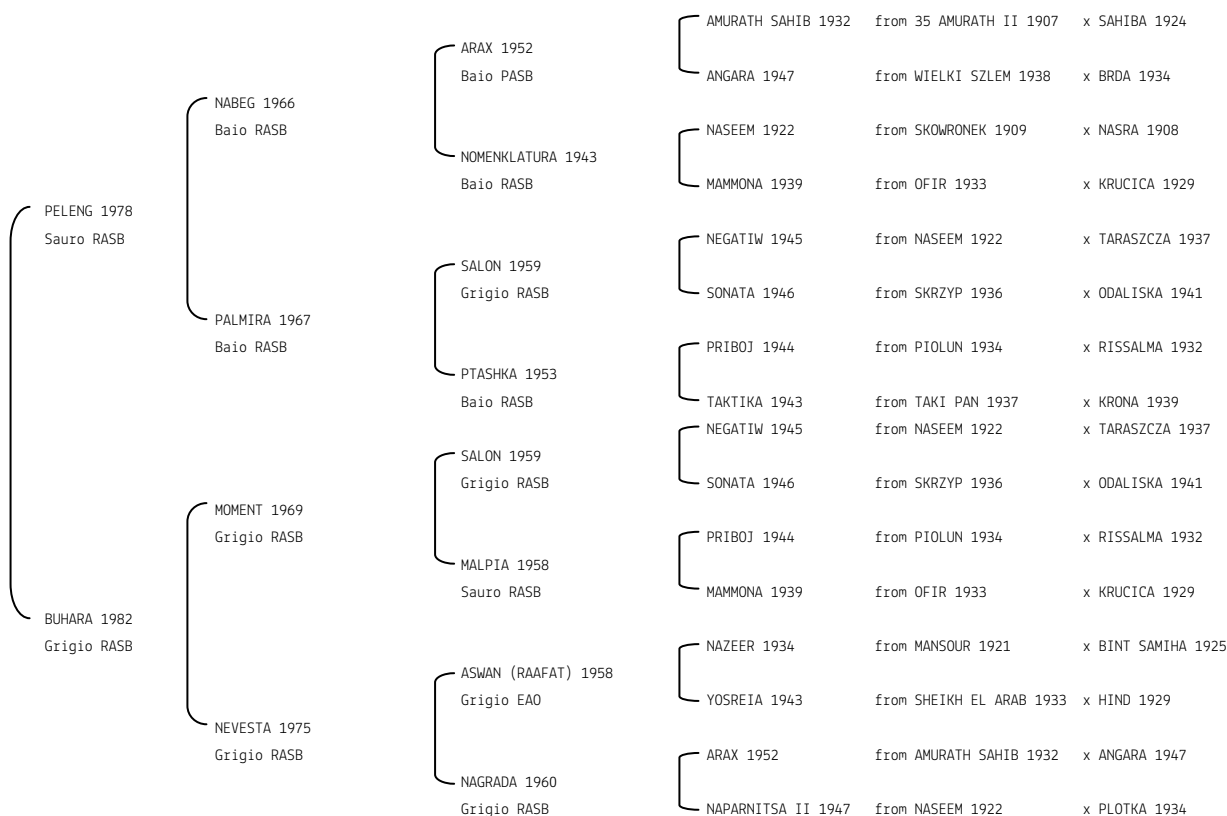 AMURATH SAHIB 1932 from 35 AMURATH II 1907 x SAHIBA 1924
ARAX 1952
Baio PASB
ANGARA 1947 from WIELKI SZLEM 1938 x BRDA 1934
NABEG 1966
Baio RASB
NASEEM 1922 from SKOWRONEK 1909 x NASRA 1908
NOMENKLATURA 1943
Baio RASB
MAMMONA 1939 from OFIR 1933 x KRUCICA 1929
PELENG 1978
Sauro RASB
NEGATIW 1945 from NASEEM 1922 x TARASZCZA 1937
SALON 1959
Grigio RASB
SONATA 1946 from SKRZYP 1936 x ODALISKA 1941
PALMIRA 1967
Baio RASB
PRIBOJ 1944 from PIOLUN 1934 x RISSALMA 1932
PTASHKA 1953
Baio RASB
TAKTIKA 1943 from TAKI PAN 1937 x KRONA 1939
NEGATIW 1945 from NASEEM 1922 x TARASZCZA 1937
SALON 1959
Grigio RASB
SONATA 1946 from SKRZYP 1936 x ODALISKA 1941
MOMENT 1969
Grigio RASB
PRIBOJ 1944 from PIOLUN 1934 x RISSALMA 1932
MALPIA 1958
Sauro RASB
MAMMONA 1939 from OFIR 1933 x KRUCICA 1929
BUHARA 1982
Grigio RASB
NAZEER 1934 from MANSOUR 1921 x BINT SAMIHA 1925
ASWAN (RAAFAT) 1958
Grigio EAO
YOSREIA 1943 from SHEIKH EL ARAB 1933 x HIND 1929
NEVESTA 1975
Grigio RASB
ARAX 1952 from AMURATH SAHIB 1932 x ANGARA 1947
NAGRADA 1960
Grigio RASB
NAPARNITSA II 1947 from NASEEM 1922 x PLOTKA 1934